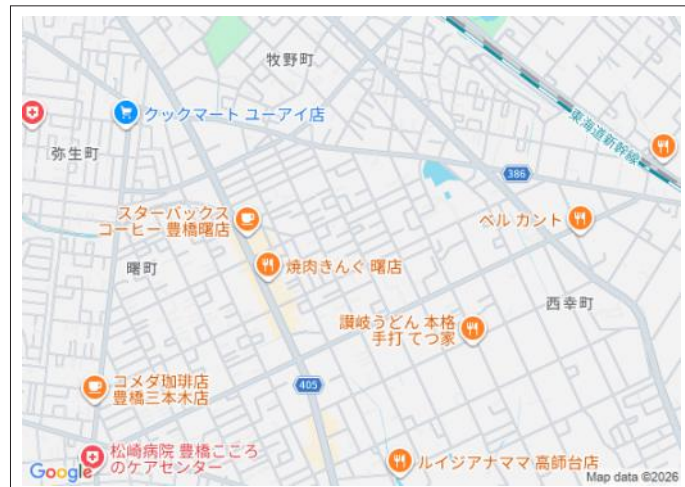 牧野町
クックマート ユーアイ店
弥生町
東海道新幹線
386
スターバックス
コーヒー 豊橋曙店
ベル カント
曙町
焼肉きんぐ 曙店
西幸町
讃岐うどん 本格
手打 てつ家
405
コメダ珈琲店
豊橋三本木店
松崎病院 豊橋こころ
のケアセンター
ルイジアナママ 高師台店
Google
Map data ©2026